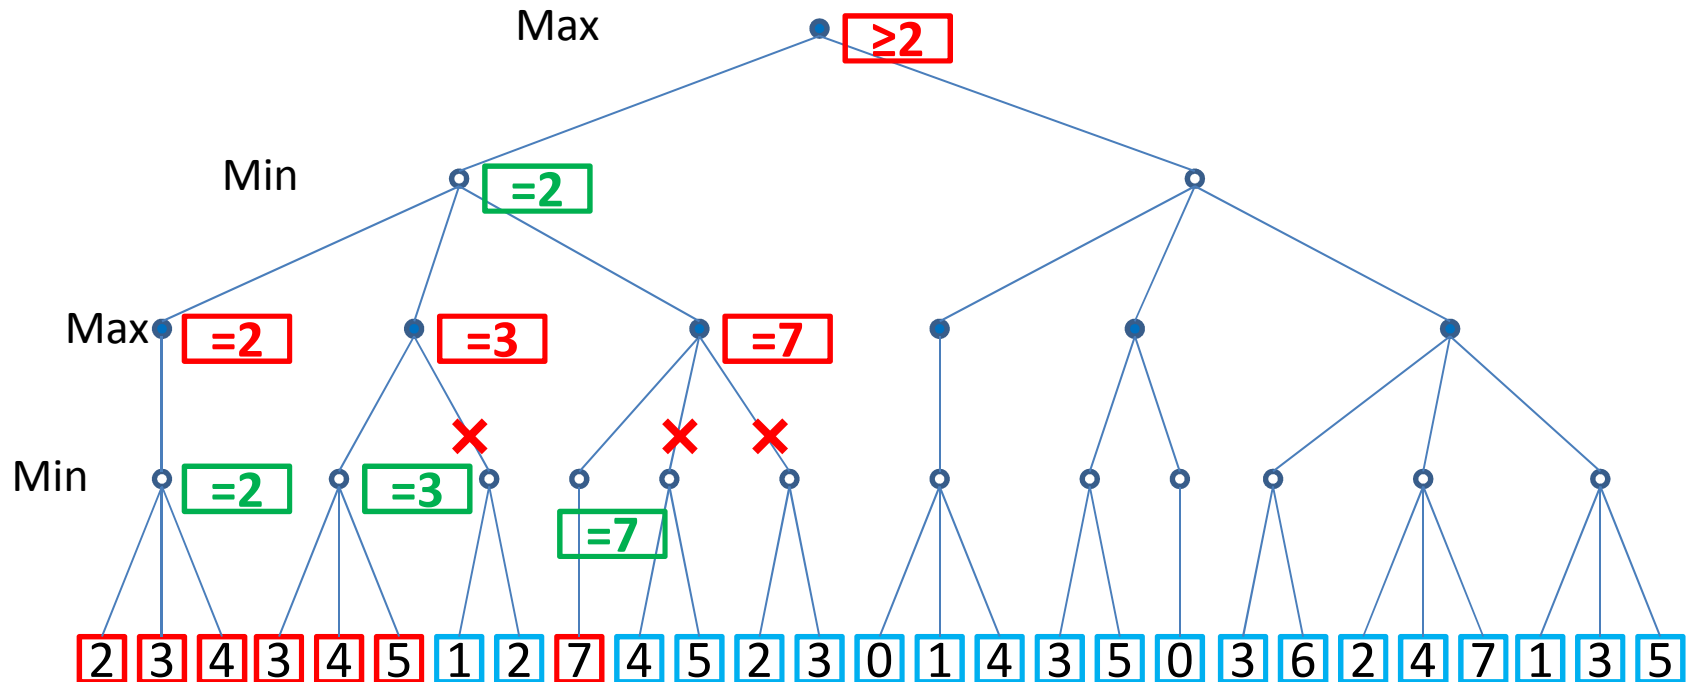 Max ≥2
Min =2
Max =2 =3 =7
Min =2 =3
=7
2 3 4 3 4 5 1 2 7 4 5 2 3 0 1 4 3 5 0 3 6 2 4 7 1 3 5